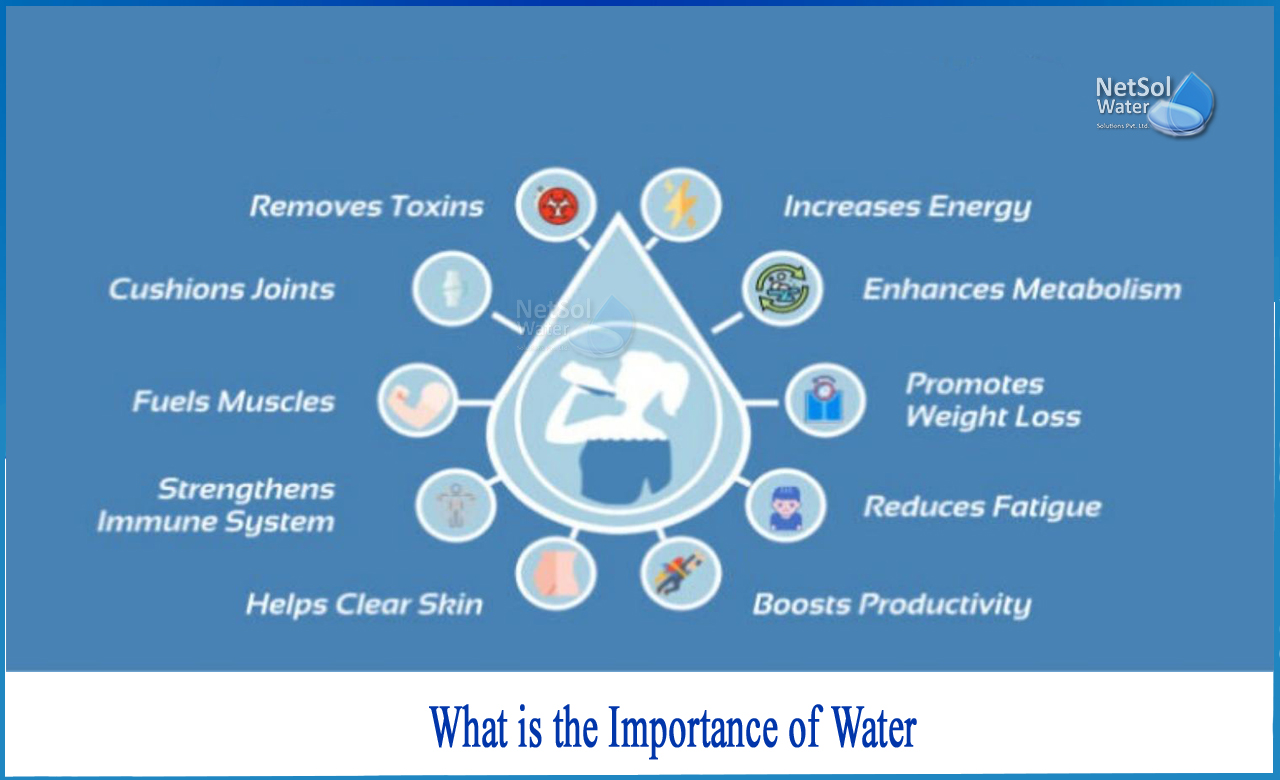 NetSol
Water
Solutions Pvt. Ltd.
Removes Toxins
Increases Energy
Cushions Joints
Enhances Metabolism
NetSol
Water
Fuels Muscles
Promotes
Weight Loss
Strengthens
Immune System
Reduces Fatigue
Helps Clear Skin
Boosts Productivity
What is the Importance of Water